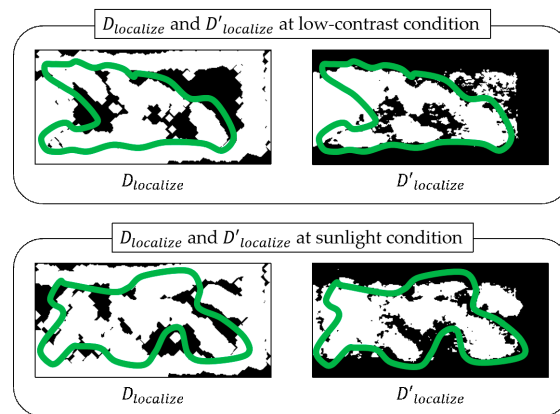 D_localize and D'_localize at low-contrast condition
D_localize D'_localize
D_localize and D'_localize at sunlight condition
D_localize D'_localize